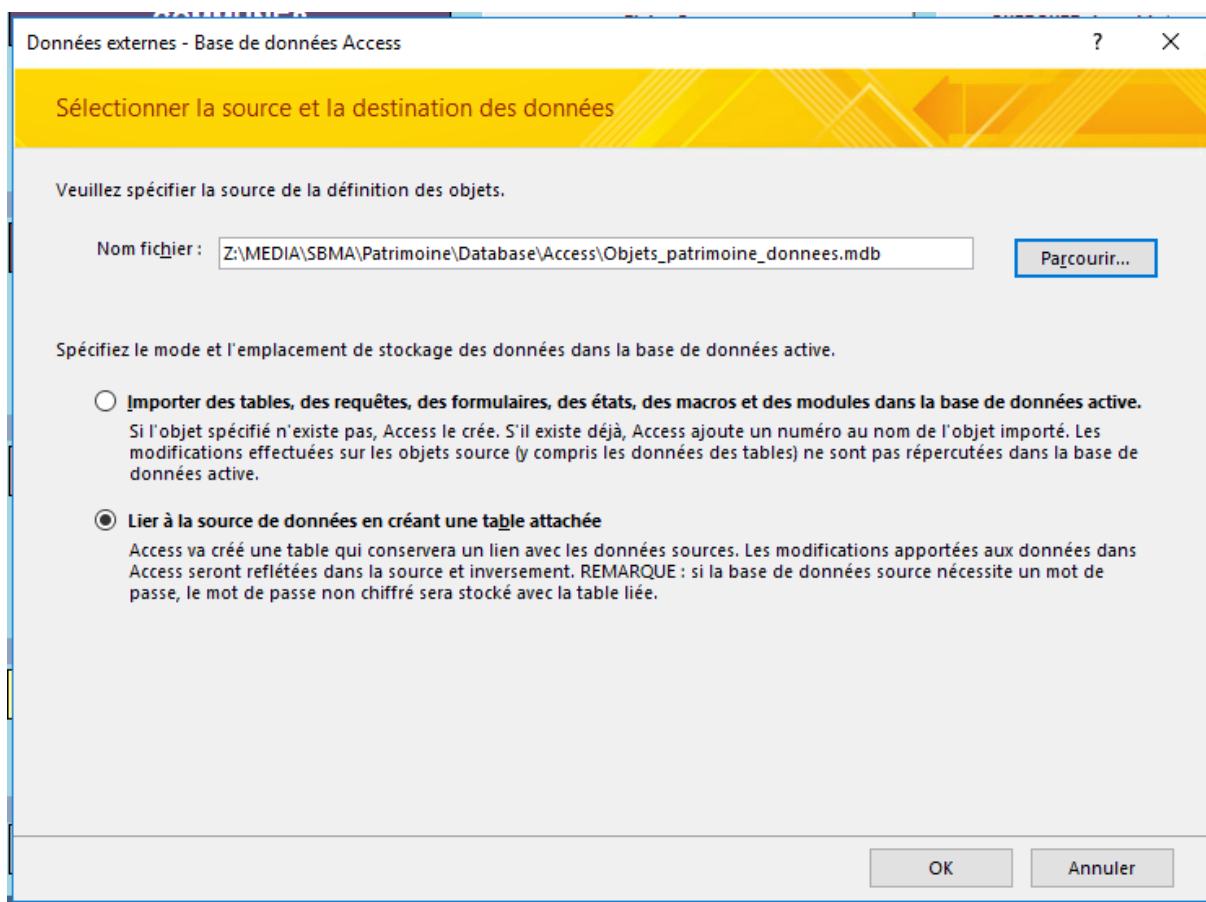 Données externes - Base de données Access
?
Sélectionner la source et la destination des données
Veuillez spécifier la source de la définition des objets.
Nom fichier :
Z:\MEDIA\SBMA\Patrimoine\Database\Access\Objets_patrimoine_donnees.mdb
Parcourir...
Spécifiez le mode et l'emplacement de stockage des données dans la base de données active.
Importer des tables, des requêtes, des formulaires, des états, des macros et des modules dans la base de données active.
Si l'objet spécifié n'existe pas, Access le crée. S'il existe déjà, Access ajoute un numéro au nom de l'objet importé. Les
modifications effectuées sur les objets source (y compris les données des tables) ne sont pas répercutées dans la base de
données active.
Lier à la source de données en créant une table attachée
Access va créé une table qui conservera un lien avec les données sources. Les modifications apportées aux données dans
Access seront reflétées dans la source et inversement. REMARQUE : si la base de données source nécessite un mot de
passe, le mot de passe non chiffré sera stocké avec la table liée.
OK
Annuler